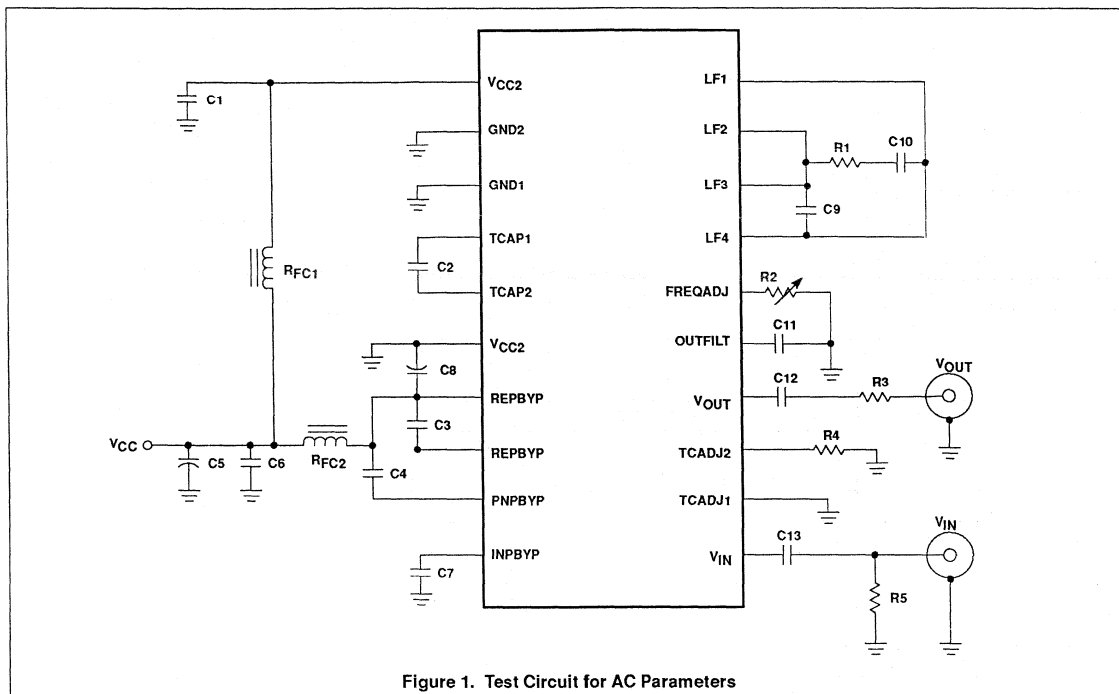 VCC2
GND2
GND1
TCAP1
TCAP2
VCC2
REPBYP
REPBYP
PNPBYP
INPBYP
LF1
LF2
LF3
LF4
FREQADJ
OUTFILT
VOUT
TCADJ2
TCADJ1
VIN
C1
RFC1
C2
C8
C3
VCC
C5
C6
RFC2
C4
C7
R1
C10
C9
R2
C11
C12
R3
VOUT
R4
C13
VIN
R5
Figure 1. Test Circuit for AC Parameters